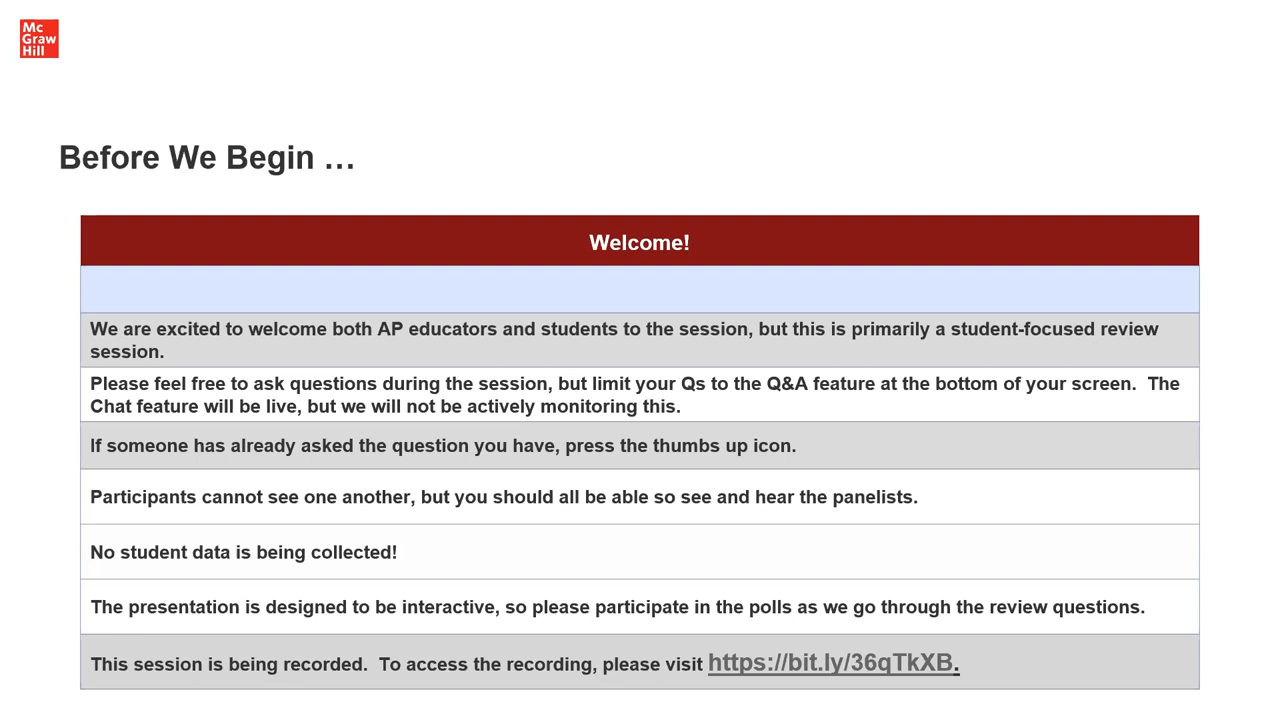 Mc
Graw
Hill
Before We Begin …
Welcome!
We are excited to welcome both AP educators and students to the session, but this is primarily a student-focused review
session.
Please feel free to ask questions during the session, but limit your Qs to the Q&A feature at the bottom of your screen.  The
Chat feature will be live, but we will not be actively monitoring this.
If someone has already asked the question you have, press the thumbs up icon.
Participants cannot see one another, but you should all be able so see and hear the panelists.
No student data is being collected!
The presentation is designed to be interactive, so please participate in the polls as we go through the review questions.
This session is being recorded.  To access the recording, please visit https://bit.ly/36qTkXB.